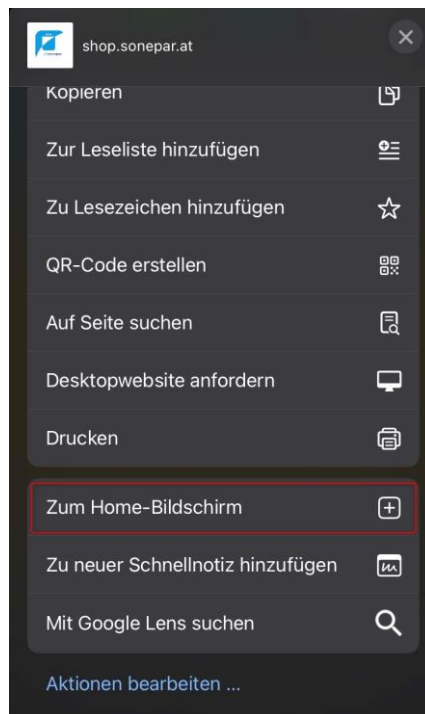 shop.sonepar.at
Kopieren
Zur Leseliste hinzufügen
Zu Lesezeichen hinzufügen
QR-Code erstellen
Auf Seite suchen
Desktopwebsite anfordern
Drucken
Zum Home-Bildschirm
Zu neuer Schnellnotiz hinzufügen
Mit Google Lens suchen
Aktionen bearbeiten ...